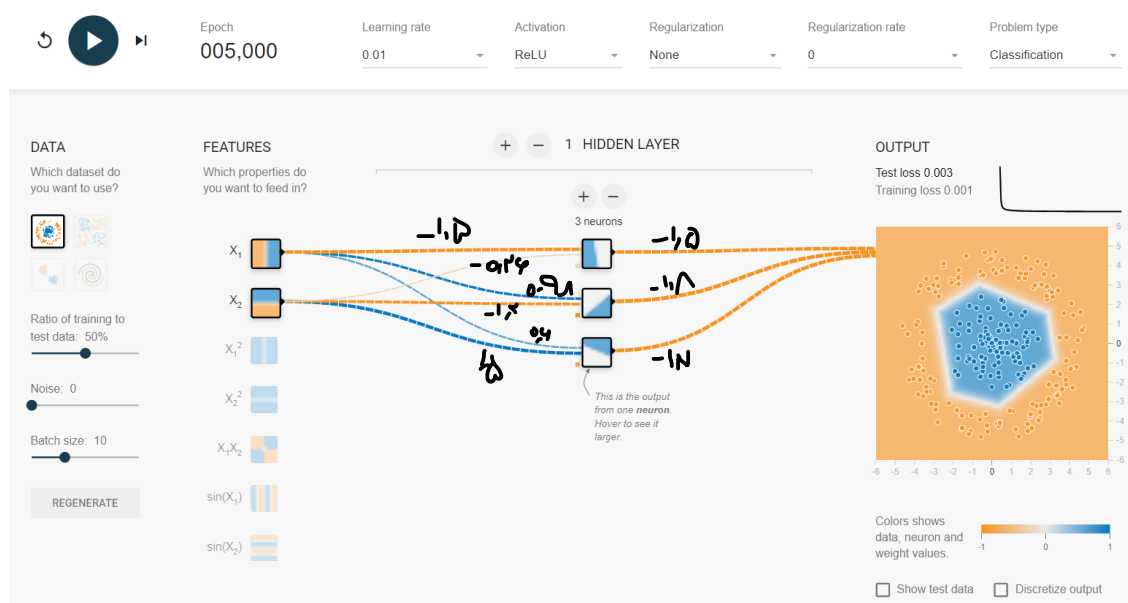 Epoch
005,000
Learning rate
0.01
Activation
ReLU
Regularization
None
Regularization rate
0
Problem type
Classification
DATA
Which dataset do
you want to use?
Ratio of training to
test data: 50%
Noise: 0
Batch size: 10
REGENERATE
FEATURES
Which properties do
you want to feed in?
X₁
X₂
X₁²
X₂²
X₁X₂
sin(X₁)
sin(X₂)
+ − 1 HIDDEN LAYER
+ −
3 neurons
This is the output
from one neuron.
Hover to see it
larger.
OUTPUT
Test loss 0.003
Training loss 0.001
6
5
4
3
2
1
0
-1
-2
-3
-4
-5
-6
-6 -5 -4 -3 -2 -1 0 1 2 3 4 5 6
Colors shows
data, neuron and
weight values.
-1 0 1
Show test data
Discretize output